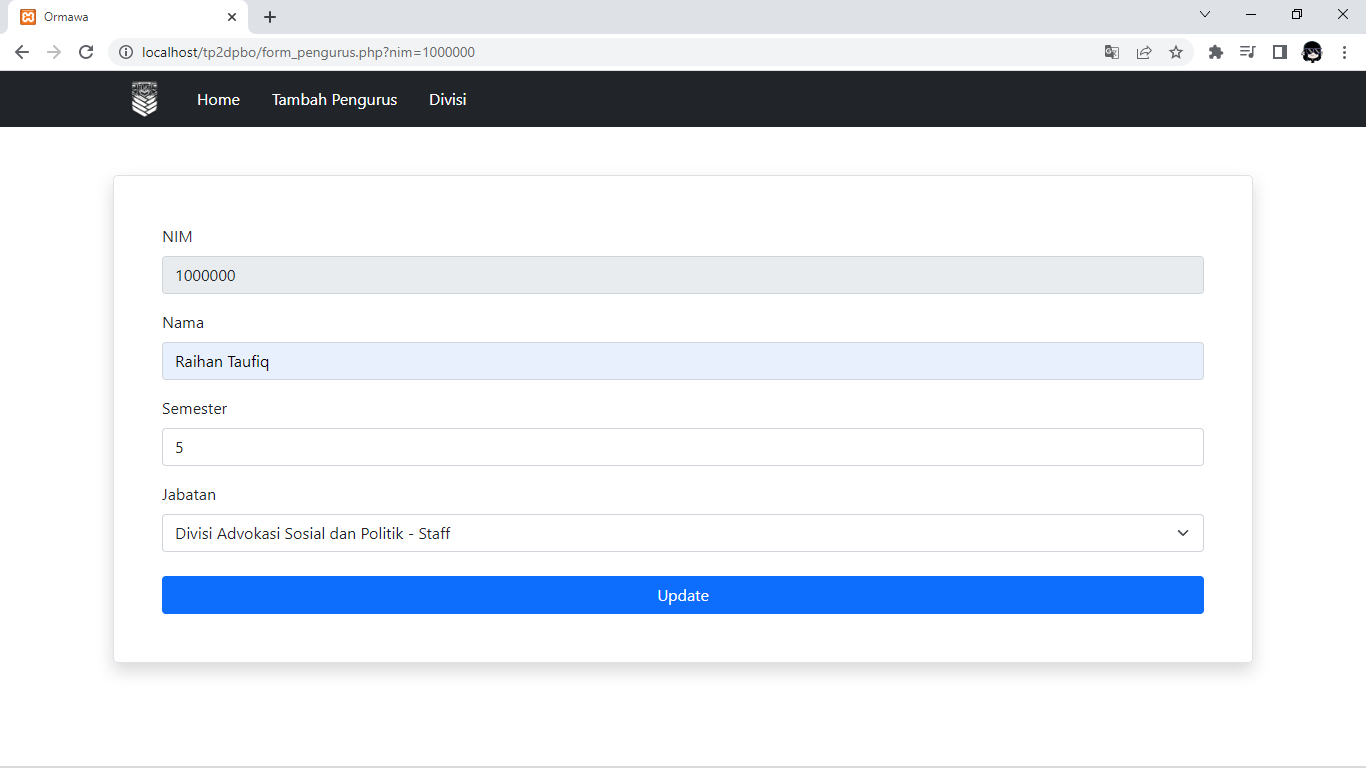 Ormawa
localhost/tp2dpbo/form_pengurus.php?nim=1000000
Home Tambah Pengurus Divisi
NIM
1000000
Nama
Raihan Taufiq
Semester
5
Jabatan
Divisi Advokasi Sosial dan Politik - Staff
Update